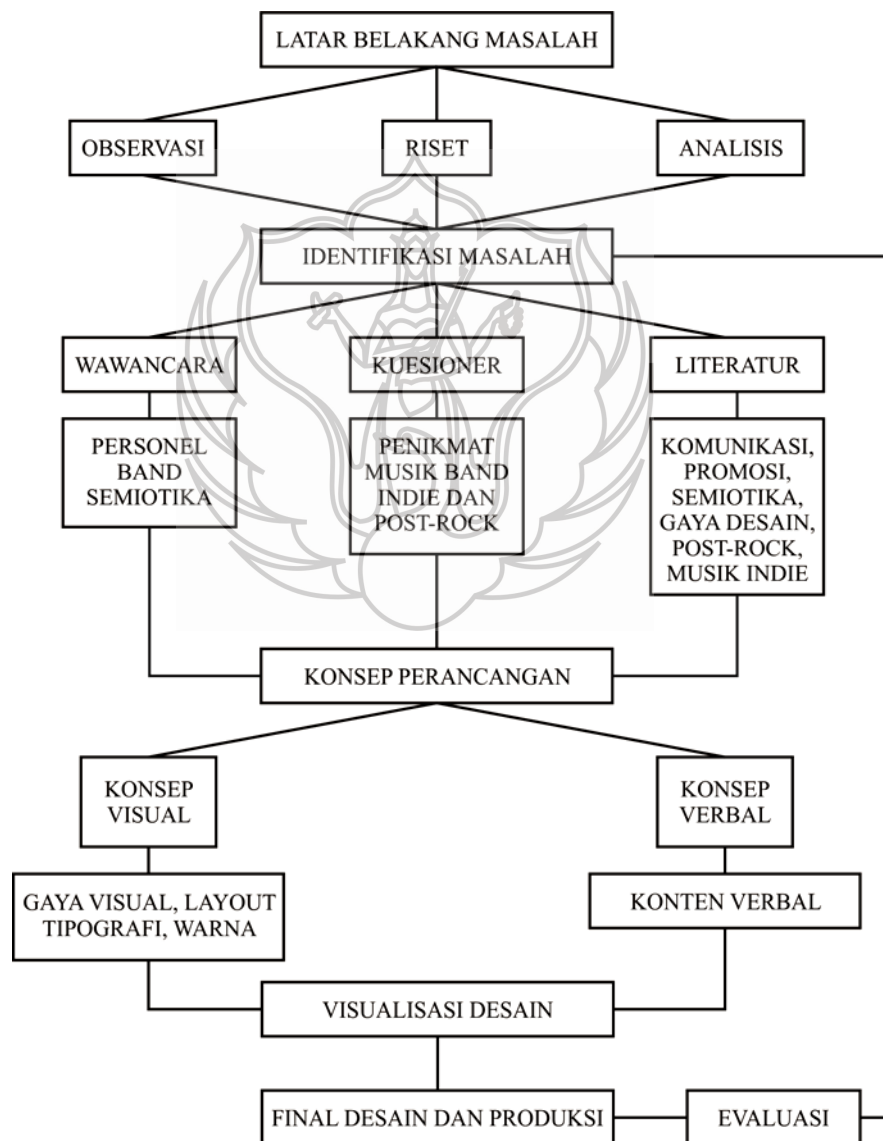 LATAR BELAKANG MASALAH
OBSERVASI
RISET
ANALISIS
IDENTIFIKASI MASALAH
WAWANCARA
KUESIONER
LITERATUR
PERSONEL
BAND
SEMIOTIKA
PENIKMAT
MUSIK BAND
INDIE DAN
POST-ROCK
KOMUNIKASI,
PROMOSI,
SEMIOTIKA,
GAYA DESAIN,
POST-ROCK,
MUSIK INDIE
KONSEP PERANCANGAN
KONSEP
VISUAL
KONSEP
VERBAL
GAYA VISUAL, LAYOUT
TIPOGRAFI, WARNA
KONTEN VERBAL
VISUALISASI DESAIN
FINAL DESAIN DAN PRODUKSI
EVALUASI